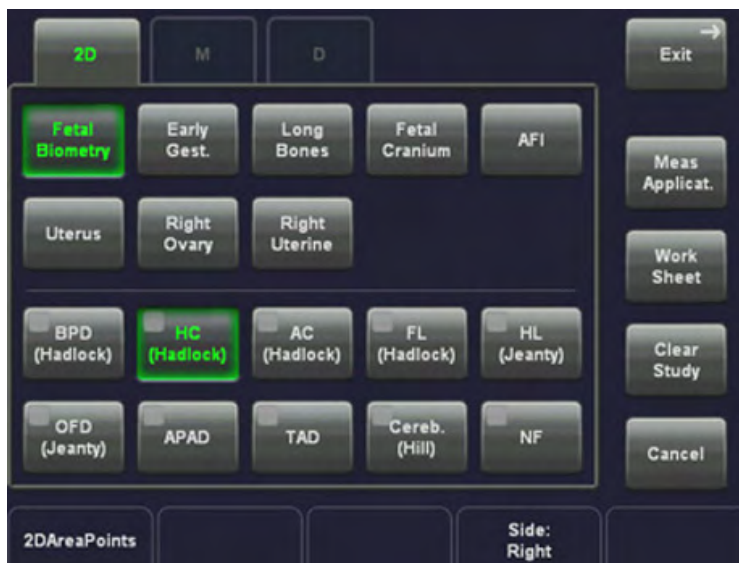 2D
M
D
Exit
Fetal
Biometry
Early
Gest.
Long
Bones
Fetal
Cranium
AFI
Meas
Applicat.
Uterus
Right
Ovary
Right
Uterine
Work
Sheet
BPD
(Hadlock)
HC
(Hadlock)
AC
(Hadlock)
FL
(Hadlock)
HL
(Jeanty)
Clear
Study
OFD
(Jeanty)
APAD
TAD
Cereb.
(Hill)
NF
Cancel
2DAreaPoints
Side:
Right